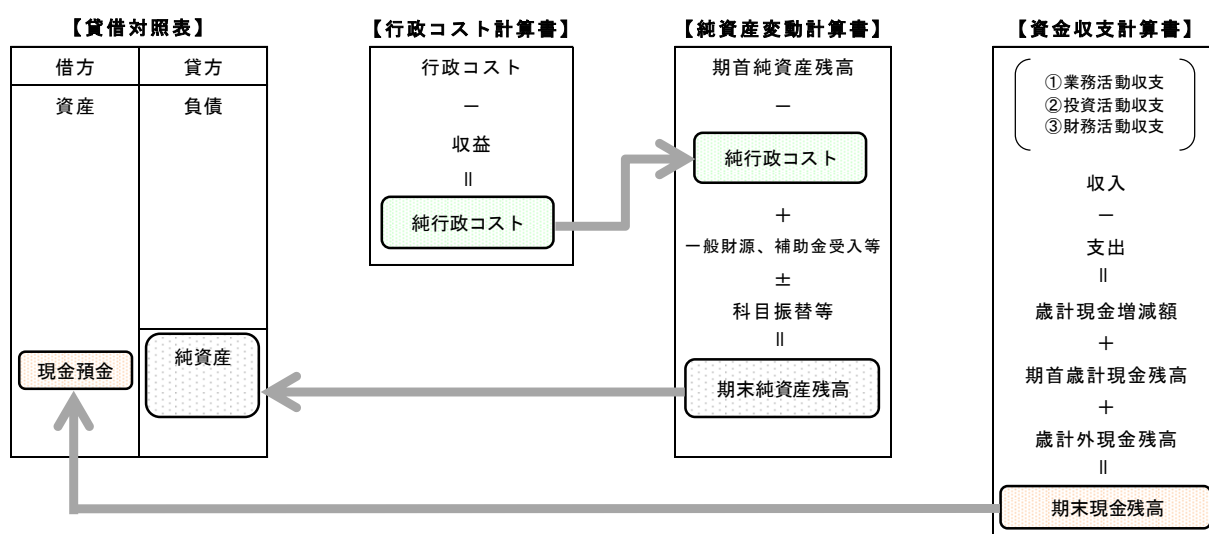 【貸借対照表】
借方
貸方
資産
負債
現金預金
純資産
【行政コスト計算書】
行政コスト
－
収益
＝
純行政コスト
【純資産変動計算書】
期首純資産残高
－
純行政コスト
＋
一般財源、補助金受入等
±
科目振替等
＝
期末純資産残高
【資金収支計算書】
①業務活動収支
②投資活動収支
③財務活動収支
収入
－
支出
＝
歳計現金増減額
＋
期首歳計現金残高
＋
歳計外現金残高
＝
期末現金残高